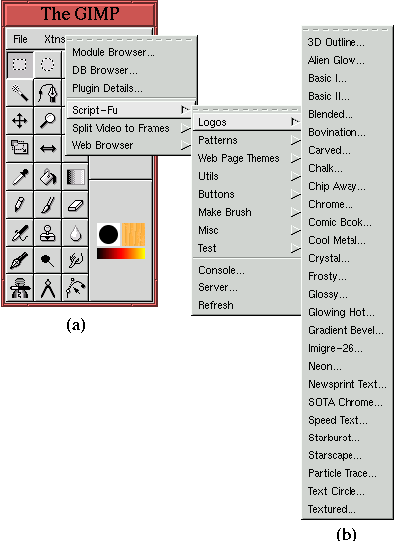 The GIMP
File Xtns
Module Browser...
DB Browser...
Plugin Details...
Script-Fu
Split Video to Frames
Web Browser
Logos
Patterns
Web Page Themes
Utils
Buttons
Make Brush
Misc
Test
Console...
Server...
Refresh
3D Outline...
Alien Glow...
Basic I...
Basic II...
Blended...
Bovination...
Carved...
Chalk...
Chip Away...
Chrome...
Comic Book...
Cool Metal...
Crystal...
Frosty...
Glossy...
Glowing Hot...
Gradient Bevel...
Imigre-26...
Neon...
Newsprint Text...
SOTA Chrome...
Speed Text...
Starburst...
Starscape...
Particle Trace...
Text Circle...
Textured...
(a)
(b)